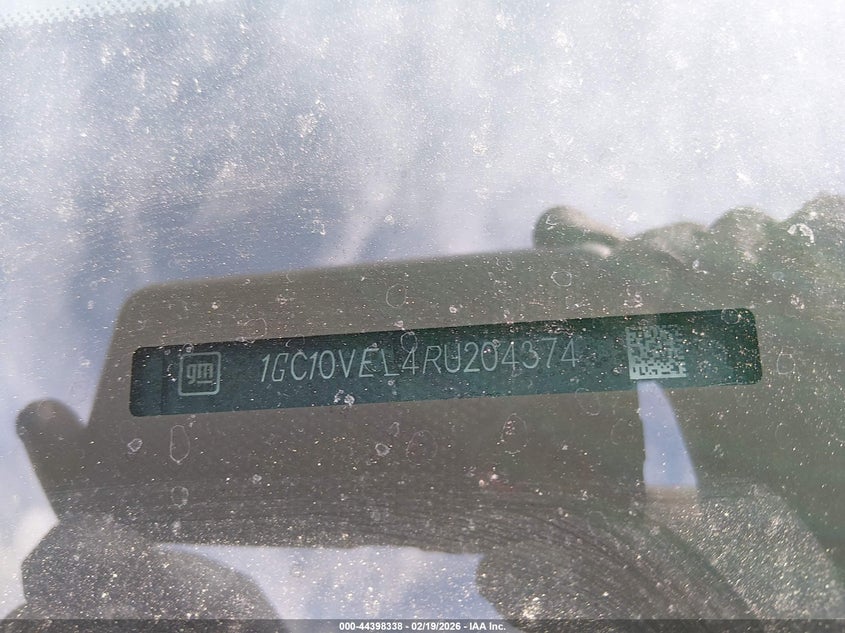 gm 1GC10VEL4RU204374
000-44398338 - 02/19/2026 - IAA Inc.